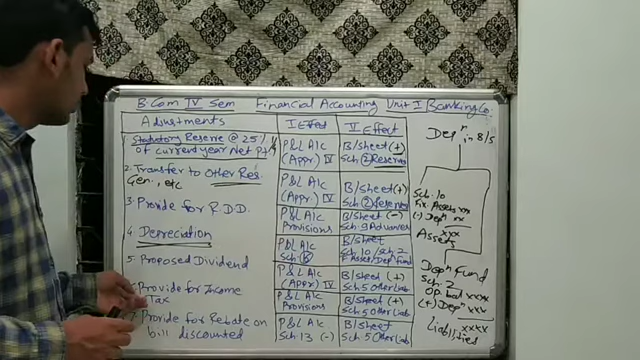 B.Com IV Sem Financial Accounting Unit I Banking Co.
Adjustments I Effect II Effect
1. Statutory Reserve @ 25%
of current year Net Pft
P&L A/c
(Appr.) IV
B/sheet (+)
Sch. 2 Reserves
2. Transfer to Other Res.
Gen., etc
P&L A/c
(Appr.) IV
B/sheet (+)
Sch. 2 Reserves
3. Provide for R.D.D.
P&L A/c
Provisions
B/sheet (-)
Sch. 9 Advances
4. Depreciation
P&L A/c
Sch.
B/sheet
Sch. 10 / Sch. 2
F. Assets/Dep. Fund
5. Proposed Dividend
P&L A/c
(Appr.) IV
B/sheet (+)
Sch. 5 Other Liab
Provide for Income
Tax
P&L A/c
Provisions
B/sheet (+)
Sch. 5 Other Liab
7. Provide for Rebate on
bill discounted
P&L A/c
Sch 13 (-)
B/sheet
Sch. 5 Other Liab
Depn in B/S
Sch. 10
Fix. Assets xx
(-) Depn xx
xxx
Assets
Depn Fund
Sch. 2
Op. bal xxxx
(+) Depn xxx
xxxx
Liabilities